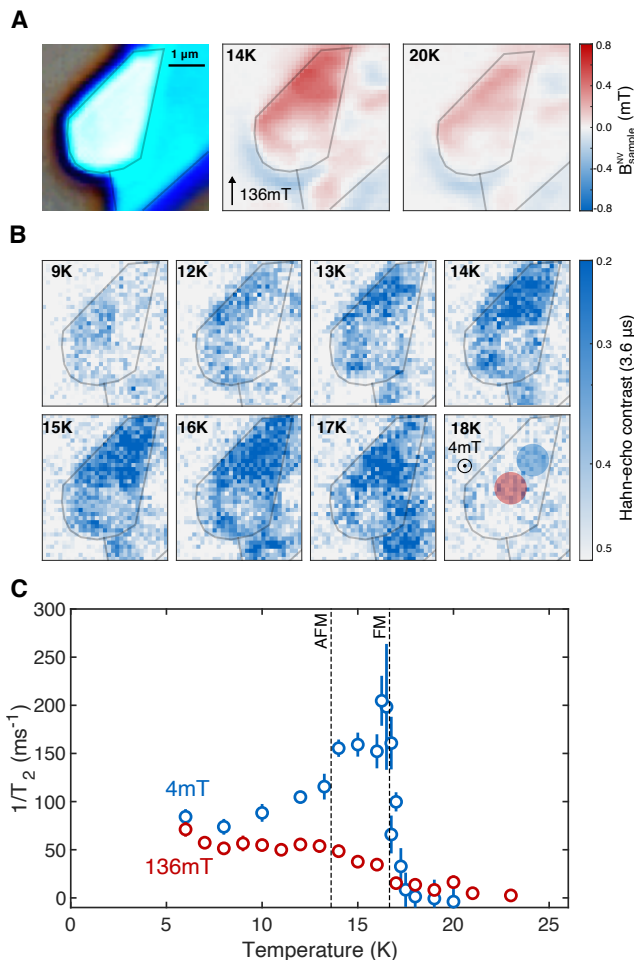 A
1 μm
14K
136mT
20K
0.8
0.4
0.0
-0.4
-0.8
B^NV_sample (mT)
B
9K
12K
13K
14K
15K
16K
17K
18K
4mT
0.2
0.3
0.4
0.5
Hahn-echo contrast (3.6 μs)
C
300
250
200
150
100
50
0
1/T_2 (ms^-1)
AFM
FM
4mT
136mT
0
5
10
15
20
25
Temperature (K)